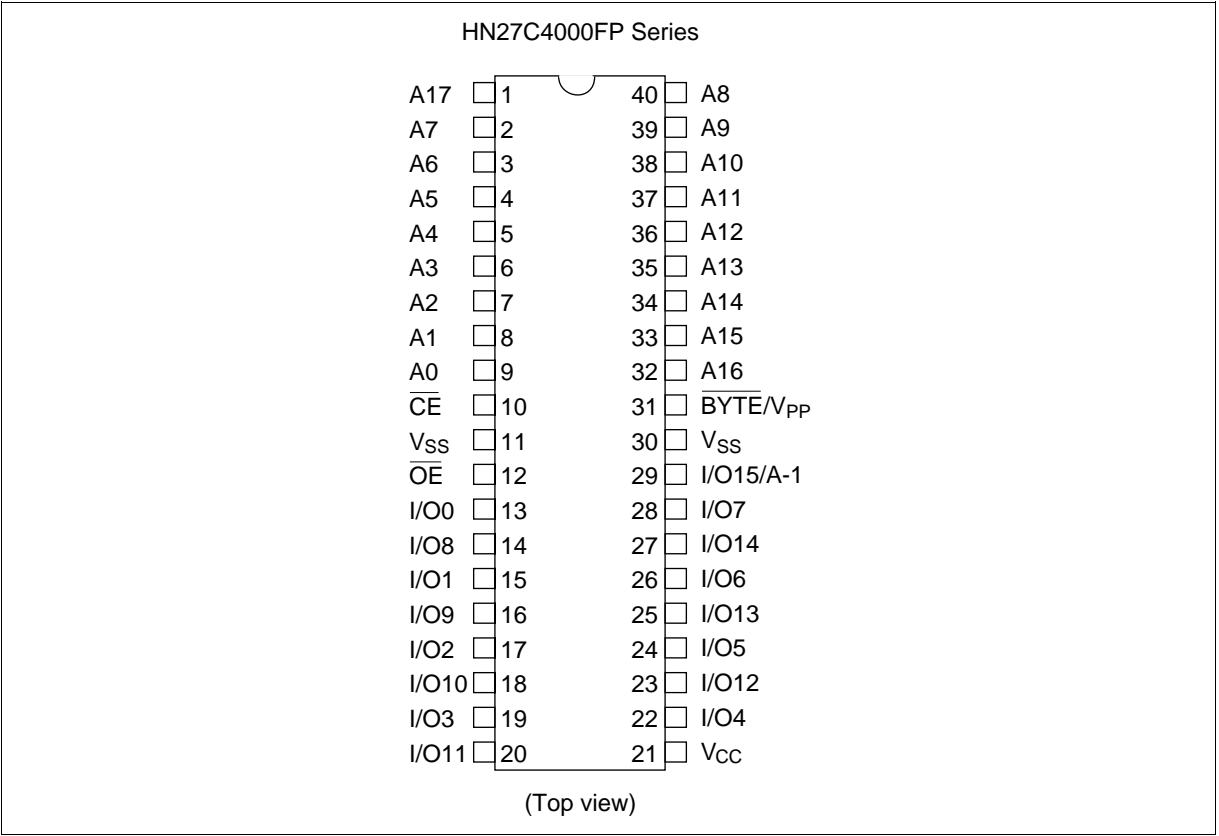 HN27C4000FP Series
A17 1 40 A8
A7 2 39 A9
A6 3 38 A10
A5 4 37 A11
A4 5 36 A12
A3 6 35 A13
A2 7 34 A14
A1 8 33 A15
A0 9 32 A16
C̅E̅ 10 31 B̅Y̅T̅E̅/VPP
VSS 11 30 VSS
O̅E̅ 12 29 I/O15/A-1
I/O0 13 28 I/O7
I/O8 14 27 I/O14
I/O1 15 26 I/O6
I/O9 16 25 I/O13
I/O2 17 24 I/O5
I/O10 18 23 I/O12
I/O3 19 22 I/O4
I/O11 20 21 VCC
(Top view)